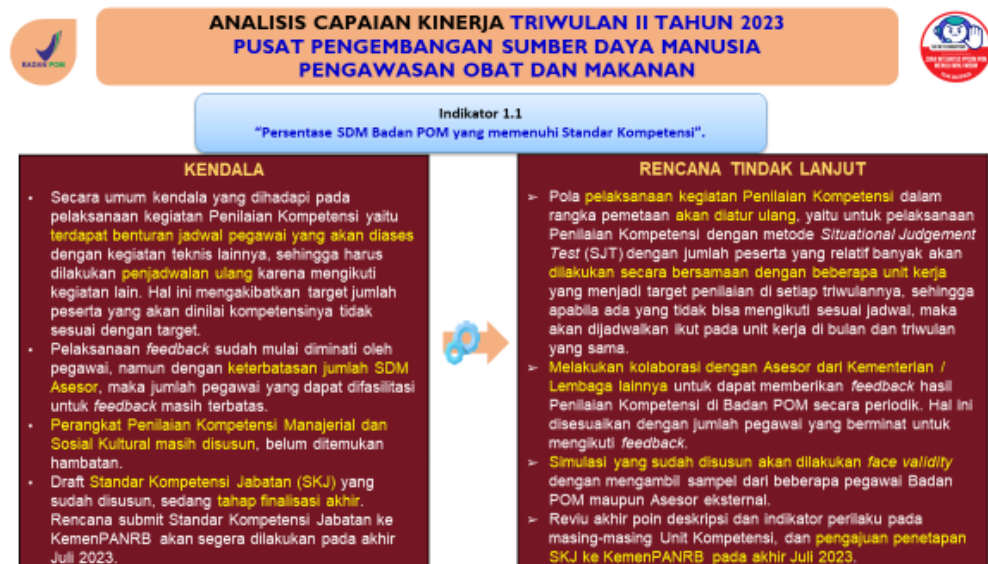 ANALISIS CAPAIAN KINERJA TRIWULAN II TAHUN 2023
PUSAT PENGEMBANGAN SUMBER DAYA MANUSIA
PENGAWASAN OBAT DAN MAKANAN
BADAN POM
Indikator 1.1
“Persentase SDM Badan POM yang memenuhi Standar Kompetensi”.
KENDALA
• Secara umum kendala yang dihadapi pada
pelaksanaan kegiatan Penilaian Kompetensi yaitu
terdapat benturan jadwal pegawai yang akan diases
dengan kegiatan teknis lainnya, sehingga harus
dilakukan penjadwalan ulang karena mengikuti
kegiatan lain. Hal ini mengakibatkan target jumlah
peserta yang akan dinilai kompetensinya tidak
sesuai dengan target.
• Pelaksanaan feedback sudah mulai diminati oleh
pegawai, namun dengan keterbatasan jumlah SDM
Asesor, maka jumlah pegawai yang dapat difasilitasi
untuk feedback masih terbatas.
• Perangkat Penilaian Kompetensi Manajerial dan
Sosial Kultural masih disusun, belum ditemukan
hambatan.
• Draft Standar Kompetensi Jabatan (SKJ) yang
sudah disusun, sedang tahap finalisasi akhir.
Rencana submit Standar Kompetensi Jabatan ke
KemenPANRB akan segera dilakukan pada akhir
Juli 2023.
RENCANA TINDAK LANJUT
➢ Pola pelaksanaan kegiatan Penilaian Kompetensi dalam
rangka pemetaan akan diatur ulang, yaitu untuk pelaksanaan
Penilaian Kompetensi dengan metode Situational Judgement
Test (SJT) dengan jumlah peserta yang relatif banyak akan
dilakukan secara bersamaan dengan beberapa unit kerja
yang menjadi target penilaian di setiap triwulannya, sehingga
apabila ada yang tidak bisa mengikuti sesuai jadwal, maka
akan dijadwalkan ikut pada unit kerja di bulan dan triwulan
yang sama.
➢ Melakukan kolaborasi dengan Asesor dari Kementerian /
Lembaga lainnya untuk dapat memberikan feedback hasil
Penilaian Kompetensi di Badan POM secara periodik. Hal ini
disesuaikan dengan jumlah pegawai yang berminat untuk
mengikuti feedback.
➢ Simulasi yang sudah disusun akan dilakukan face validity
dengan mengambil sampel dari beberapa pegawai Badan
POM maupun Asesor eksternal.
➢ Reviu akhir poin deskripsi dan indikator perilaku pada
masing-masing Unit Kompetensi, dan pengajuan penetapan
SKJ ke KemenPANRB pada akhir Juli 2023.